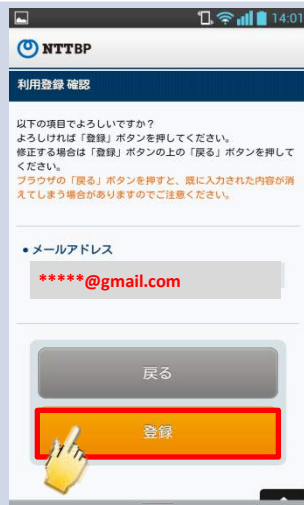 14:01
NTTBP
利用登録 確認
以下の項目でよろしいですか？
よろしければ「登録」ボタンを押してください。
修正する場合は「登録」ボタンの上の「戻る」ボタンを押して
ください。
ブラウザの「戻る」ボタンを押すと、既に入力された内容が消
えてしまう場合がありますのでご注意ください。
• メールアドレス
*****@gmail.com
戻る
登録